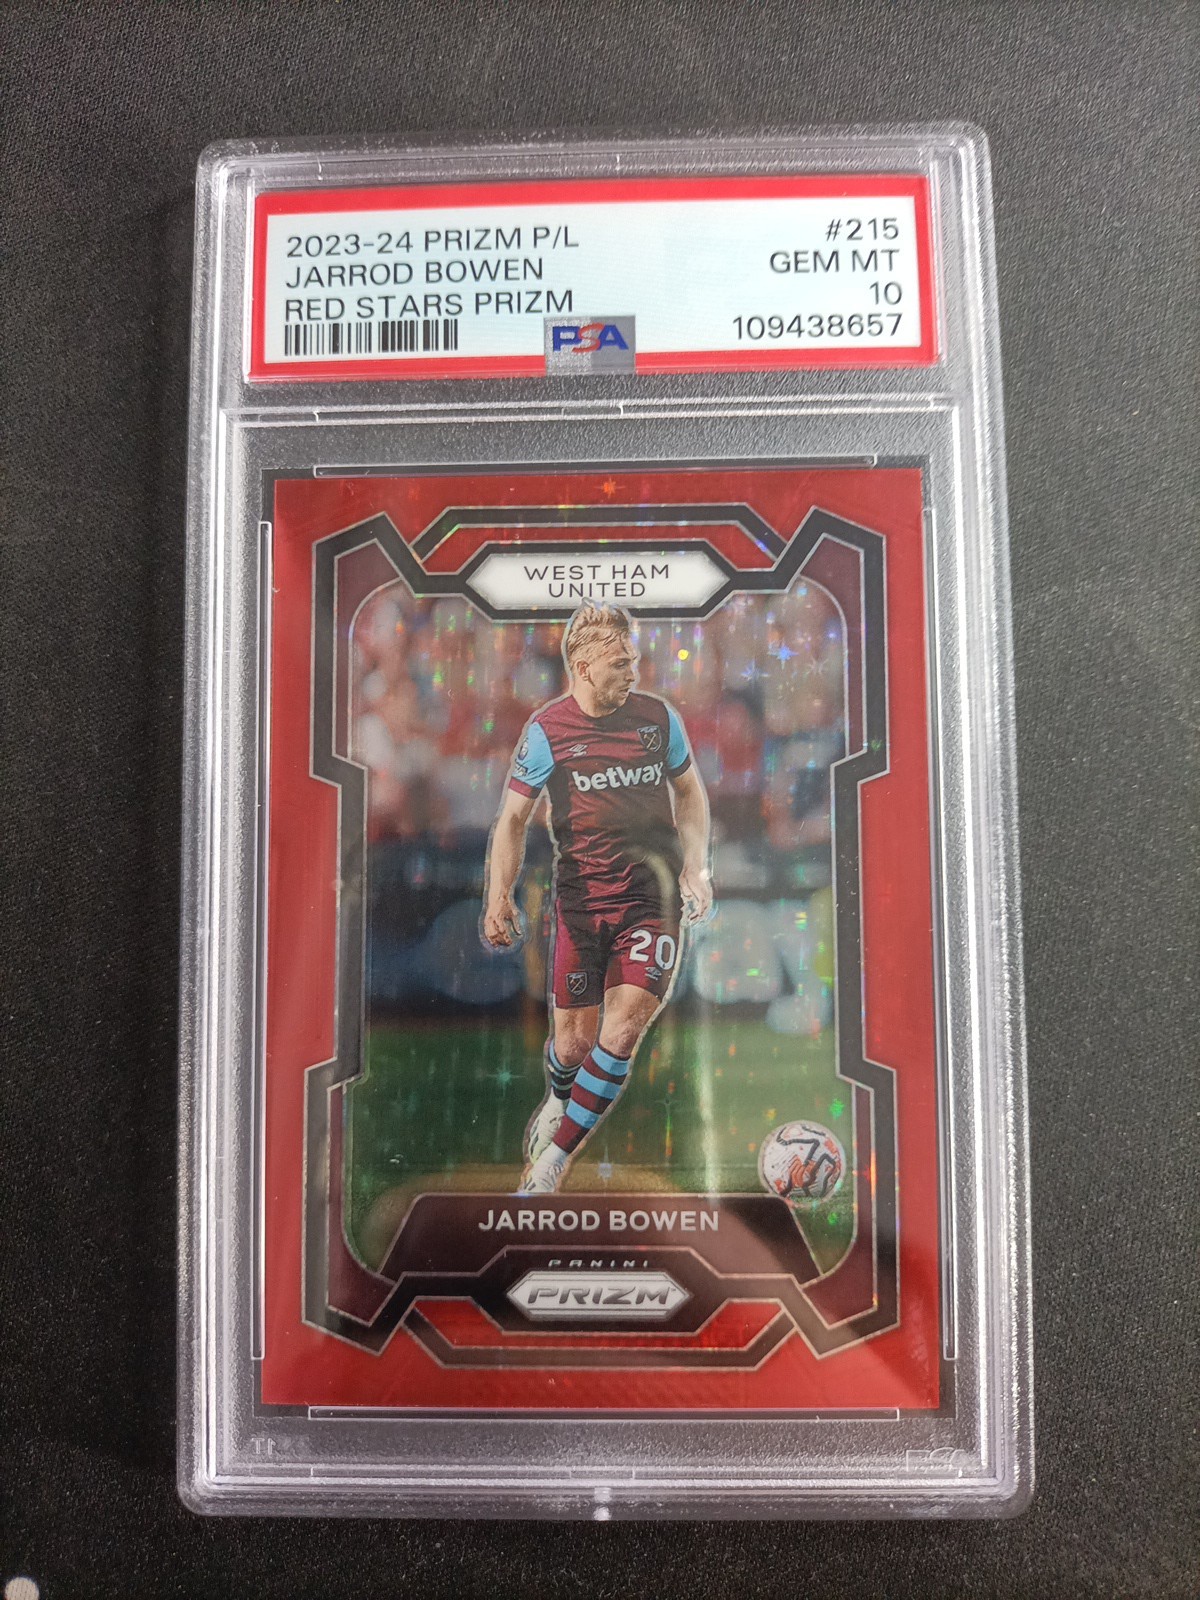 2023-24 PRIZM P/L
#215
JARROD BOWEN
GEM MT
RED STARS PRIZM
10
PSA
109438657
WEST HAM
UNITED
betway
20
JARROD BOWEN
PANINI
PRIZM